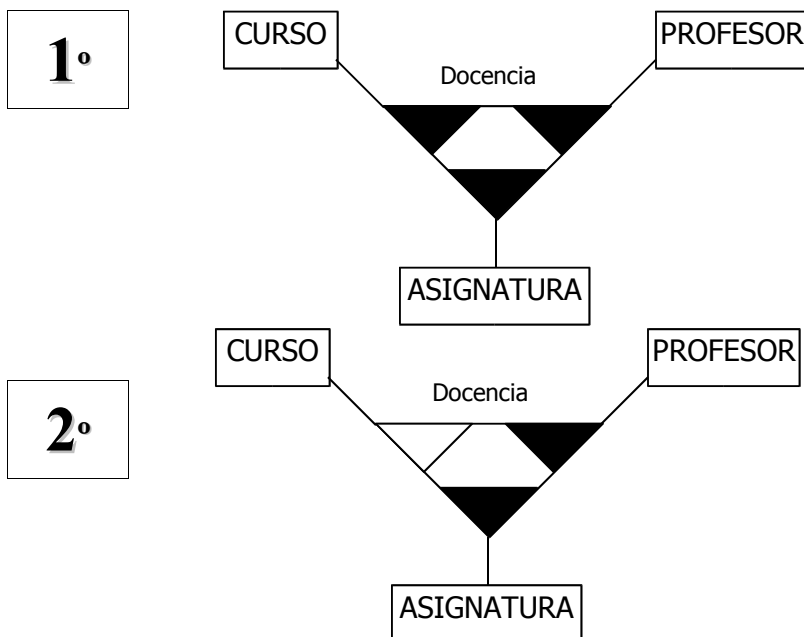 1º
CURSO
PROFESOR
Docencia
ASIGNATURA
2º
CURSO
PROFESOR
Docencia
ASIGNATURA